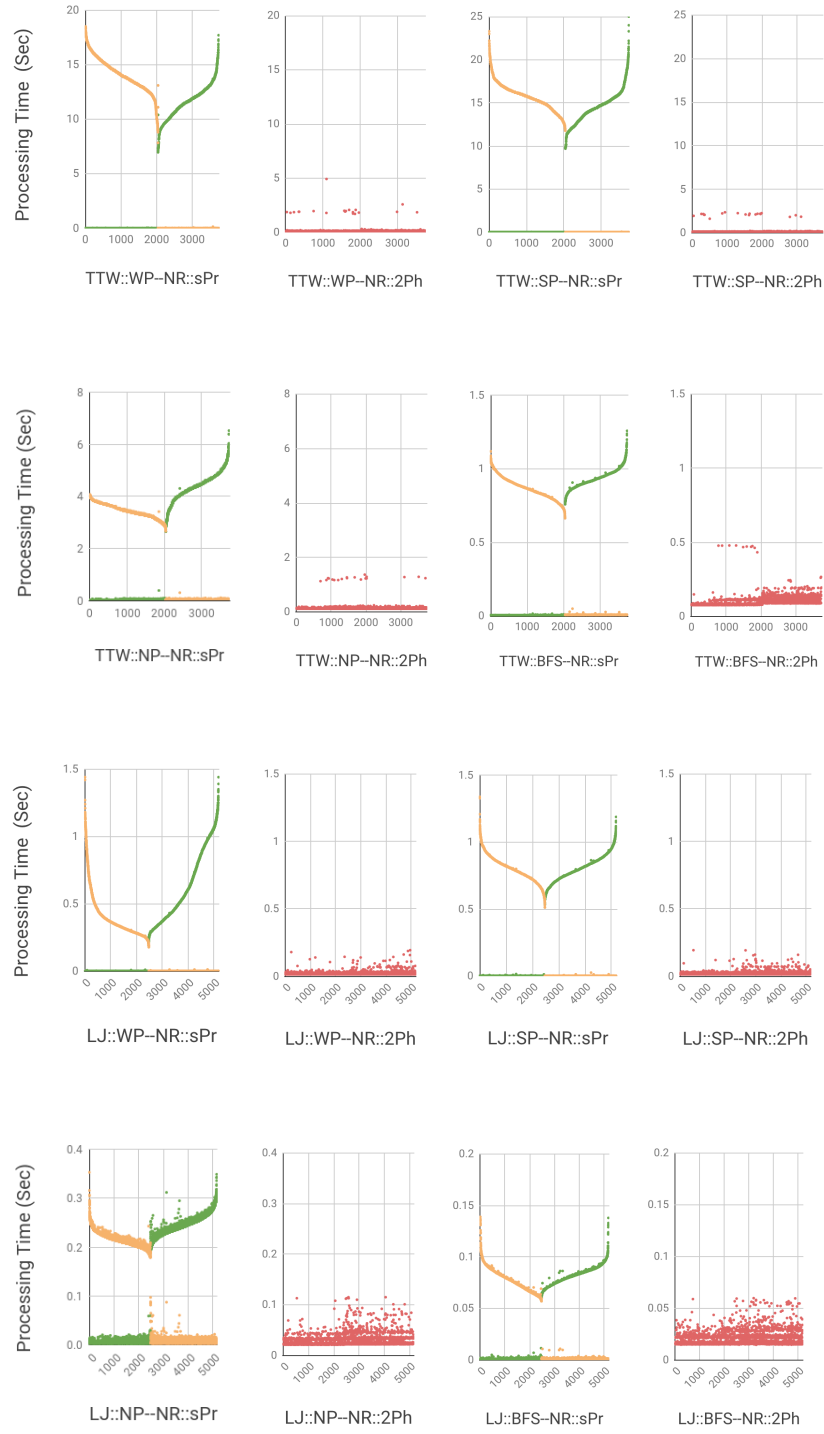 Processing Time (Sec)
20
15
10
5
0
0 1000 2000 3000
TTW::WP--NR::sPr
20
15
10
5
0
0 1000 2000 3000
TTW::WP--NR::2Ph
25
20
15
10
5
0
0 1000 2000 3000
TTW::SP--NR::sPr
25
20
15
10
5
0
0 1000 2000 3000
TTW::SP--NR::2Ph
Processing Time (Sec)
8
6
4
2
0
0 1000 2000 3000
TTW::NP--NR::sPr
8
6
4
2
0
0 1000 2000 3000
TTW::NP--NR::2Ph
1.5
1
0.5
0
0 1000 2000 3000
TTW::BFS--NR::sPr
1.5
1
0.5
0
0 1000 2000 3000
TTW::BFS--NR::2Ph
Processing Time (Sec)
1.5
1
0.5
0
0 1000 2000 3000 4000 5000
LJ::WP--NR::sPr
1.5
1
0.5
0
0 1000 2000 3000 4000 5000
LJ::WP--NR::2Ph
1.5
1
0.5
0
0 1000 2000 3000 4000 5000
LJ::SP--NR::sPr
1.5
1
0.5
0
0 1000 2000 3000 4000 5000
LJ::SP--NR::2Ph
Processing Time (Sec)
0.4
0.3
0.2
0.1
0.0
0 1000 2000 3000 4000 5000
LJ::NP--NR::sPr
0.4
0.3
0.2
0.1
0
0 1000 2000 3000 4000 5000
LJ::NP--NR::2Ph
0.2
0.15
0.1
0.05
0
0 1000 2000 3000 4000 5000
LJ::BFS--NR::sPr
0.2
0.15
0.1
0.05
0
0 1000 2000 3000 4000 5000
LJ::BFS--NR::2Ph